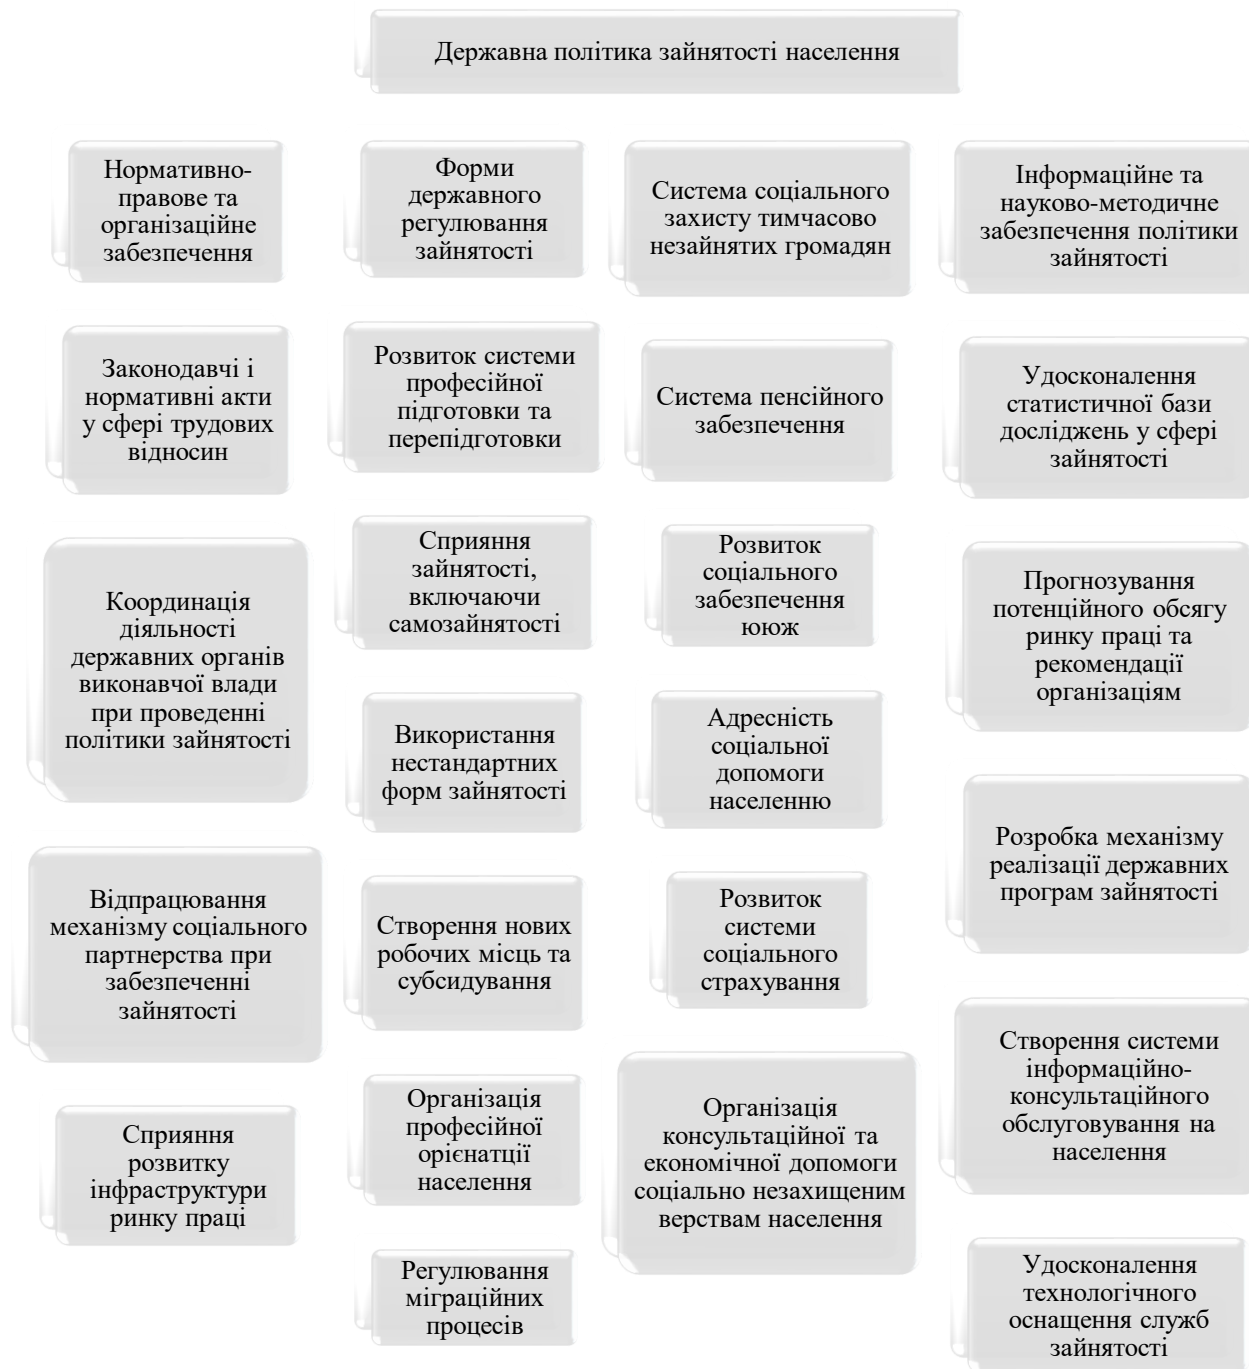 Державна політика зайнятості населення
Нормативно-
правове та
організаційне
забезпечення
Законодавчі і
нормативні акти
у сфері трудових
відносин
Координація
діяльності
державних органів
виконавчої влади
при проведенні
політики зайнятості
Відпрацювання
механізму соціального
партнерства при
забезпеченні
зайнятості
Сприяння
розвитку
інфраструктури
ринку праці
Форми
державного
регулювання
зайнятості
Розвиток системи
професійної
підготовки та
перепідготовки
Сприяння
зайнятості,
включаючи
самозайнятості
Використання
нестандартних
форм зайнятості
Створення нових
робочих місць та
субсидування
Організація
професійної
орієнатції
населення
Регулювання
міграційних
процесів
Система соціального
захисту тимчасово
незайнятих громадян
Система пенсійного
забезпечення
Розвиток
соціального
забезпечення
ююж
Адресність
соціальної
допомоги
населенню
Розвиток
системи
соціального
страхування
Організація
консультаційної та
економічної допомоги
соціально незахищеним
верствам населення
Інформаційне та
науково-методичне
забезпечення політики
зайнятості
Удосконалення
статистичної бази
досліджень у сфері
зайнятості
Прогнозування
потенційного обсягу
ринку праці та
рекомендації
організаціям
Розробка механізму
реалізації державних
програм зайнятості
Створення системи
інформаційно-
консультаційного
обслуговування на
населення
Удосконалення
технологічного
оснащення служб
зайнятості